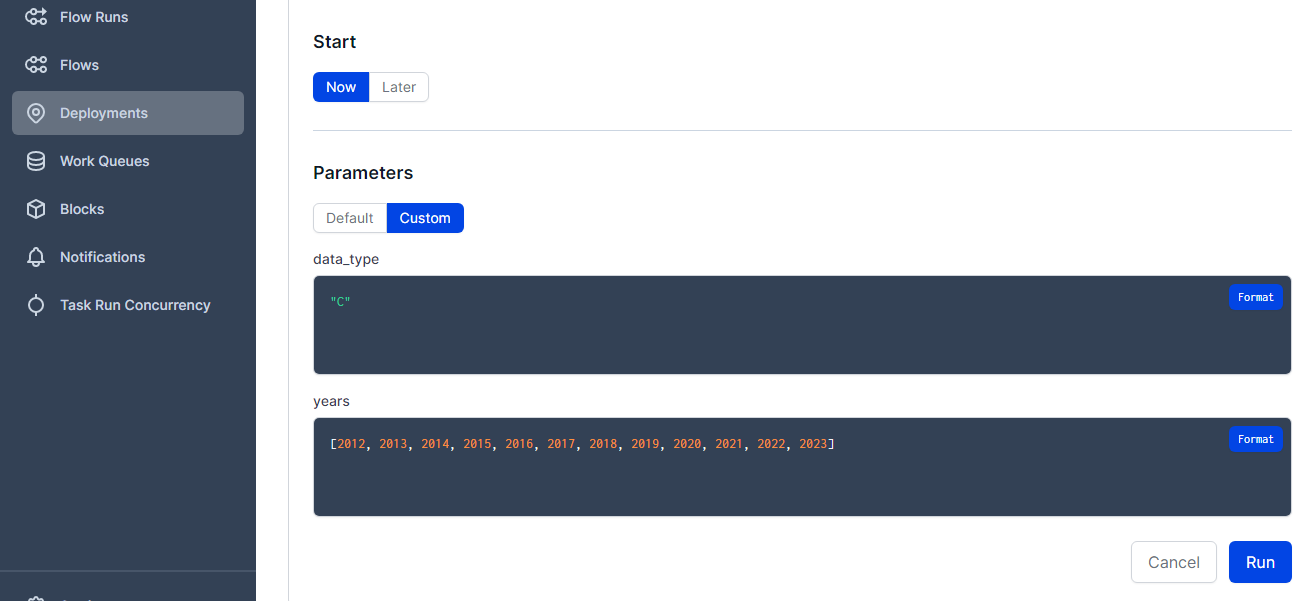 Flow Runs
Flows
Deployments
Work Queues
Blocks
Notifications
Task Run Concurrency
Start
Now Later
Parameters
Default Custom
data_type
"C"
Format
years
[2012, 2013, 2014, 2015, 2016, 2017, 2018, 2019, 2020, 2021, 2022, 2023]
Format
Cancel Run